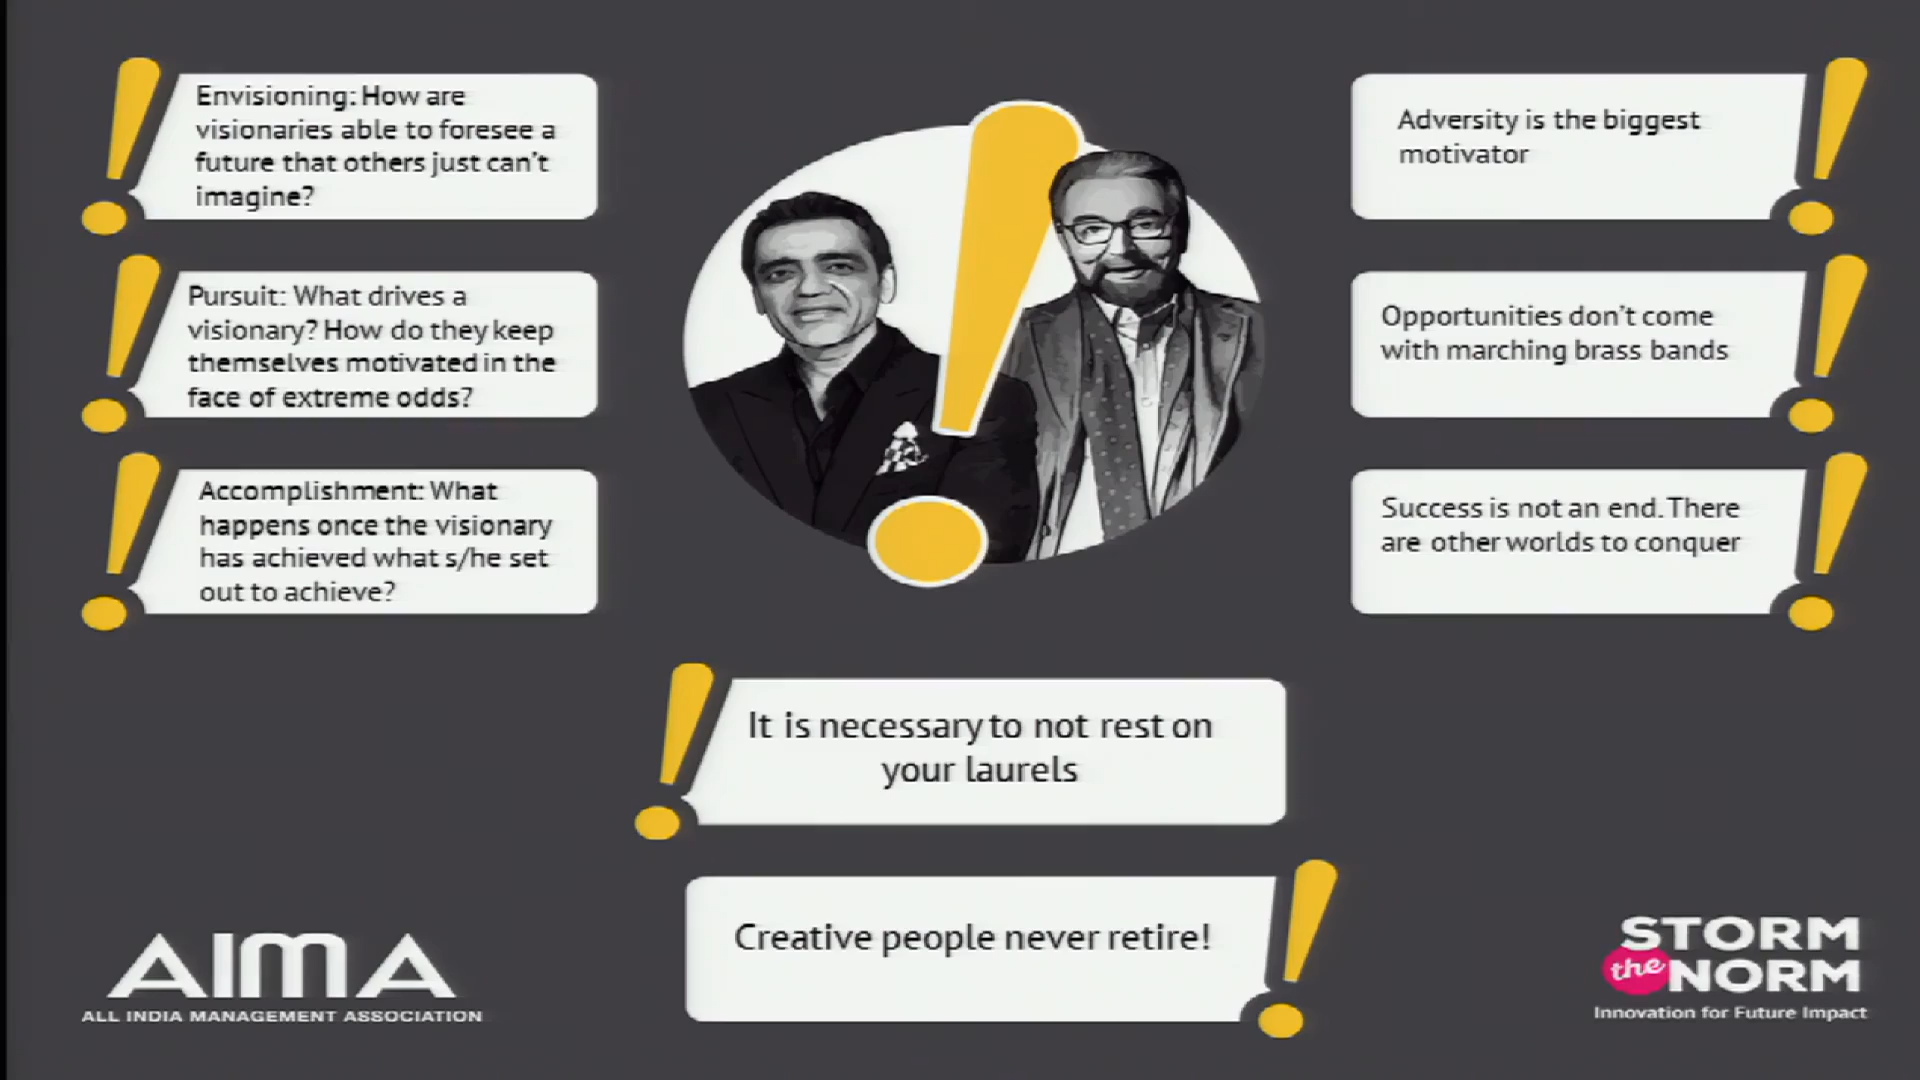 Envisioning: How are
visionaries able to foresee a
future that others just can't
imagine?
Pursuit: What drives a
visionary? How do they keep
themselves motivated in the
face of extreme odds?
Accomplishment: What
happens once the visionary
has achieved what s/he set
out to achieve?
Adversity is the biggest
motivator
Opportunities don't come
with marching brass bands
Success is not an end. There
are other worlds to conquer
It is necessary to not rest on
your laurels
Creative people never retire!
AIMA
ALL INDIA MANAGEMENT ASSOCIATION
STORM
the NORM
Innovation for Future Impact